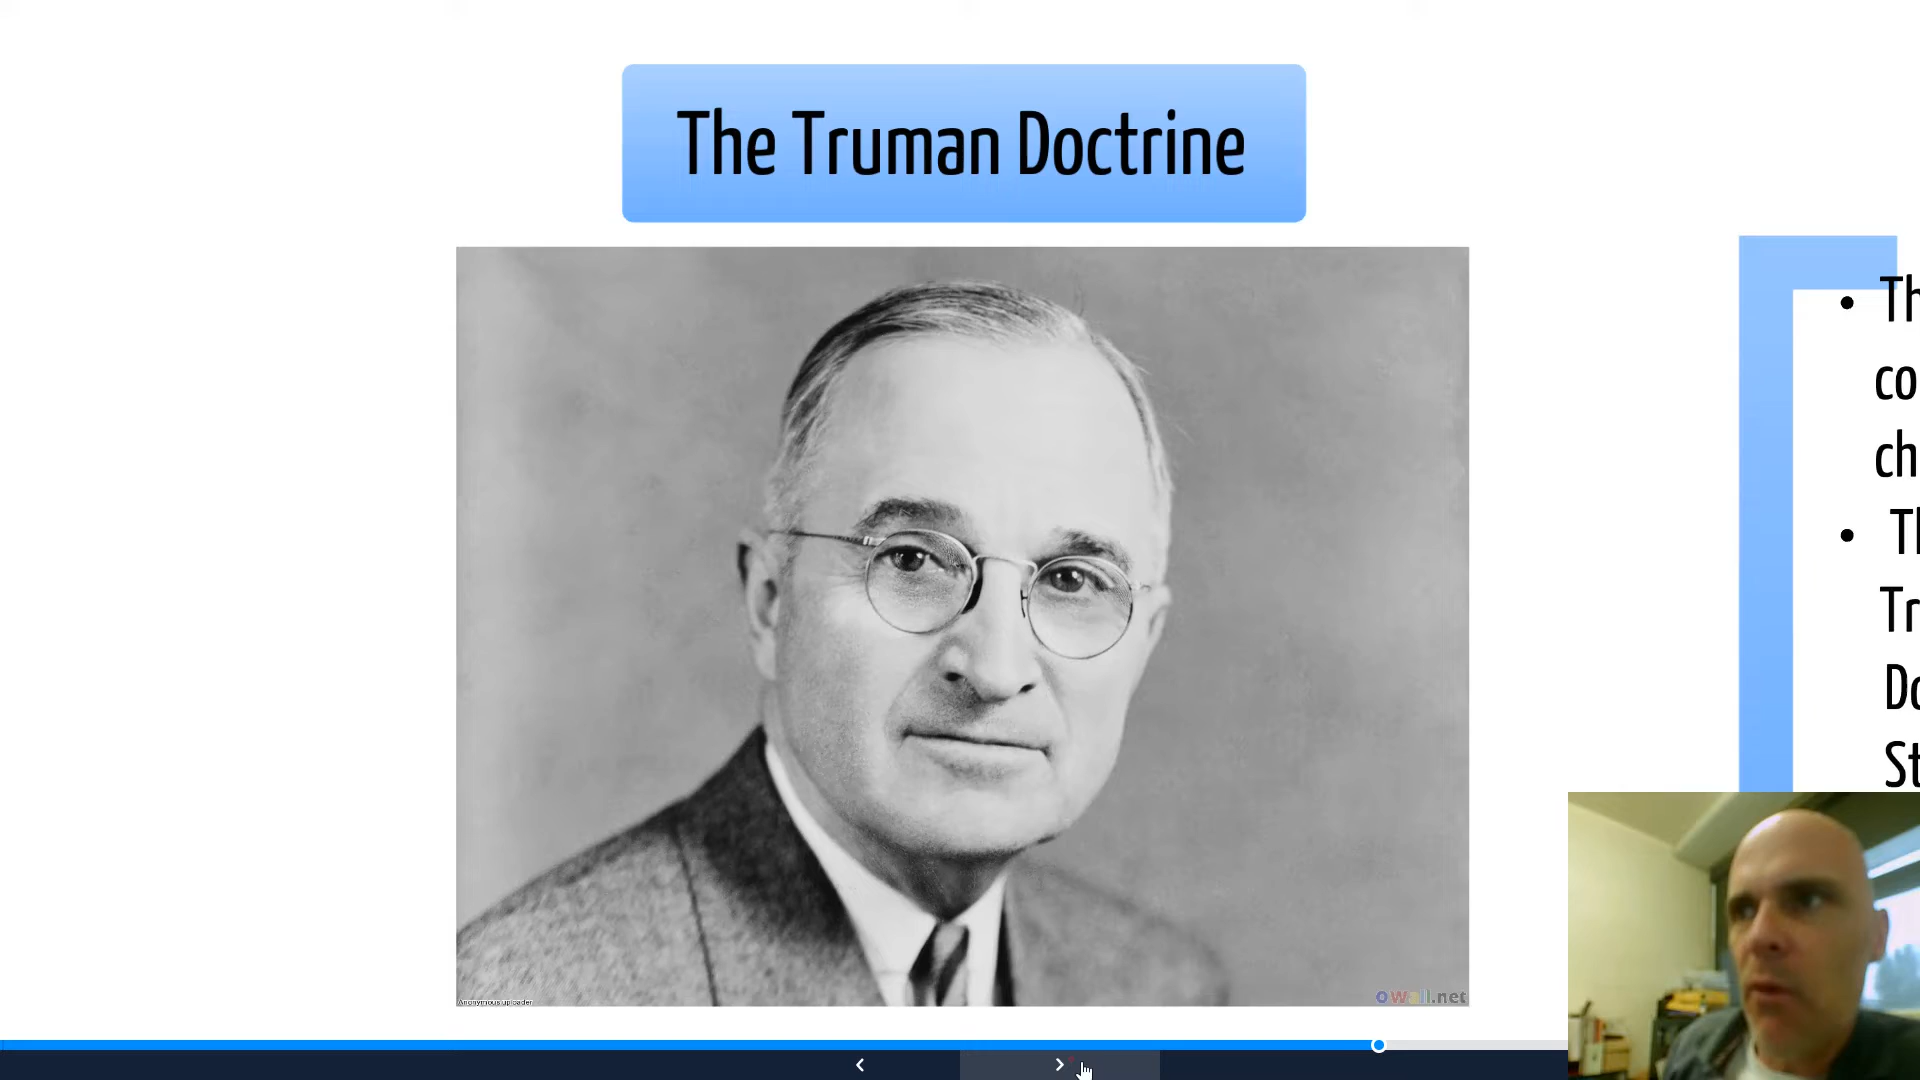 The Truman Doctrine
• Th
co
ch
• Th
Tr
Do
St
Anonymous uploader
OWall.net